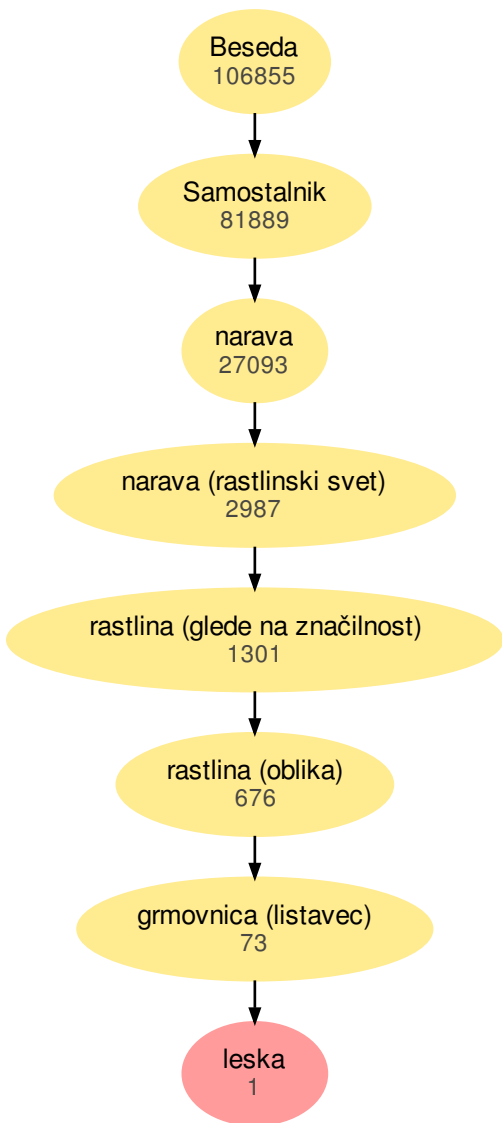 Beseda
106855
Samostalnik
81889
narava
27093
narava (rastlinski svet)
2987
rastlina (glede na značilnost)
1301
rastlina (oblika)
676
grmovnica (listavec)
73
leska
1